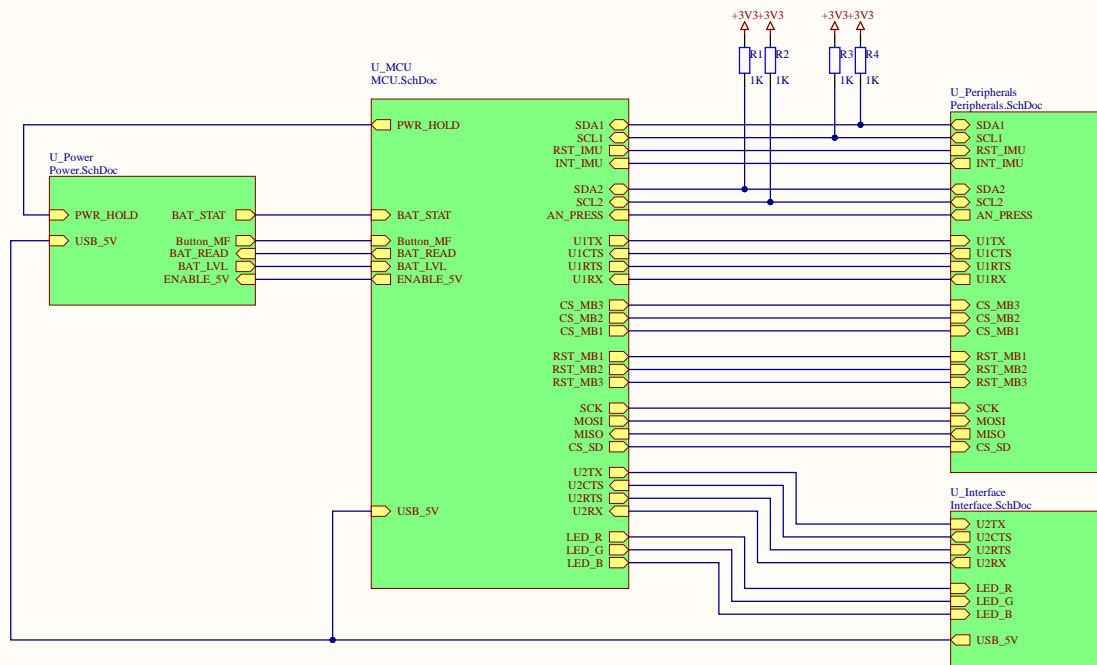 +3V3+3V3 +3V3+3V3
R1 R2 R3 R4
1K 1K 1K 1K
U_MCU
MCU.SchDoc
PWR_HOLD
BAT_STAT
Button_MF
BAT_READ
BAT_LVL
ENABLE_5V
USB_5V
SDA1
SCL1
RST_IMU
INT_IMU
SDA2
SCL2
AN_PRESS
U1TX
U1CTS
U1RTS
U1RX
CS_MB3
CS_MB2
CS_MB1
RST_MB1
RST_MB2
RST_MB3
SCK
MOSI
MISO
CS_SD
U2TX
U2CTS
U2RTS
U2RX
LED_R
LED_G
LED_B
U_Power
Power.SchDoc
PWR_HOLD
USB_5V
BAT_STAT
Button_MF
BAT_READ
BAT_LVL
ENABLE_5V
U_Peripherals
Peripherals.SchDoc
SDA1
SCL1
RST_IMU
INT_IMU
SDA2
SCL2
AN_PRESS
U1TX
U1CTS
U1RTS
U1RX
CS_MB3
CS_MB2
CS_MB1
RST_MB1
RST_MB2
RST_MB3
SCK
MOSI
MISO
CS_SD
U_Interface
Interface.SchDoc
U2TX
U2CTS
U2RTS
U2RX
LED_R
LED_G
LED_B
USB_5V